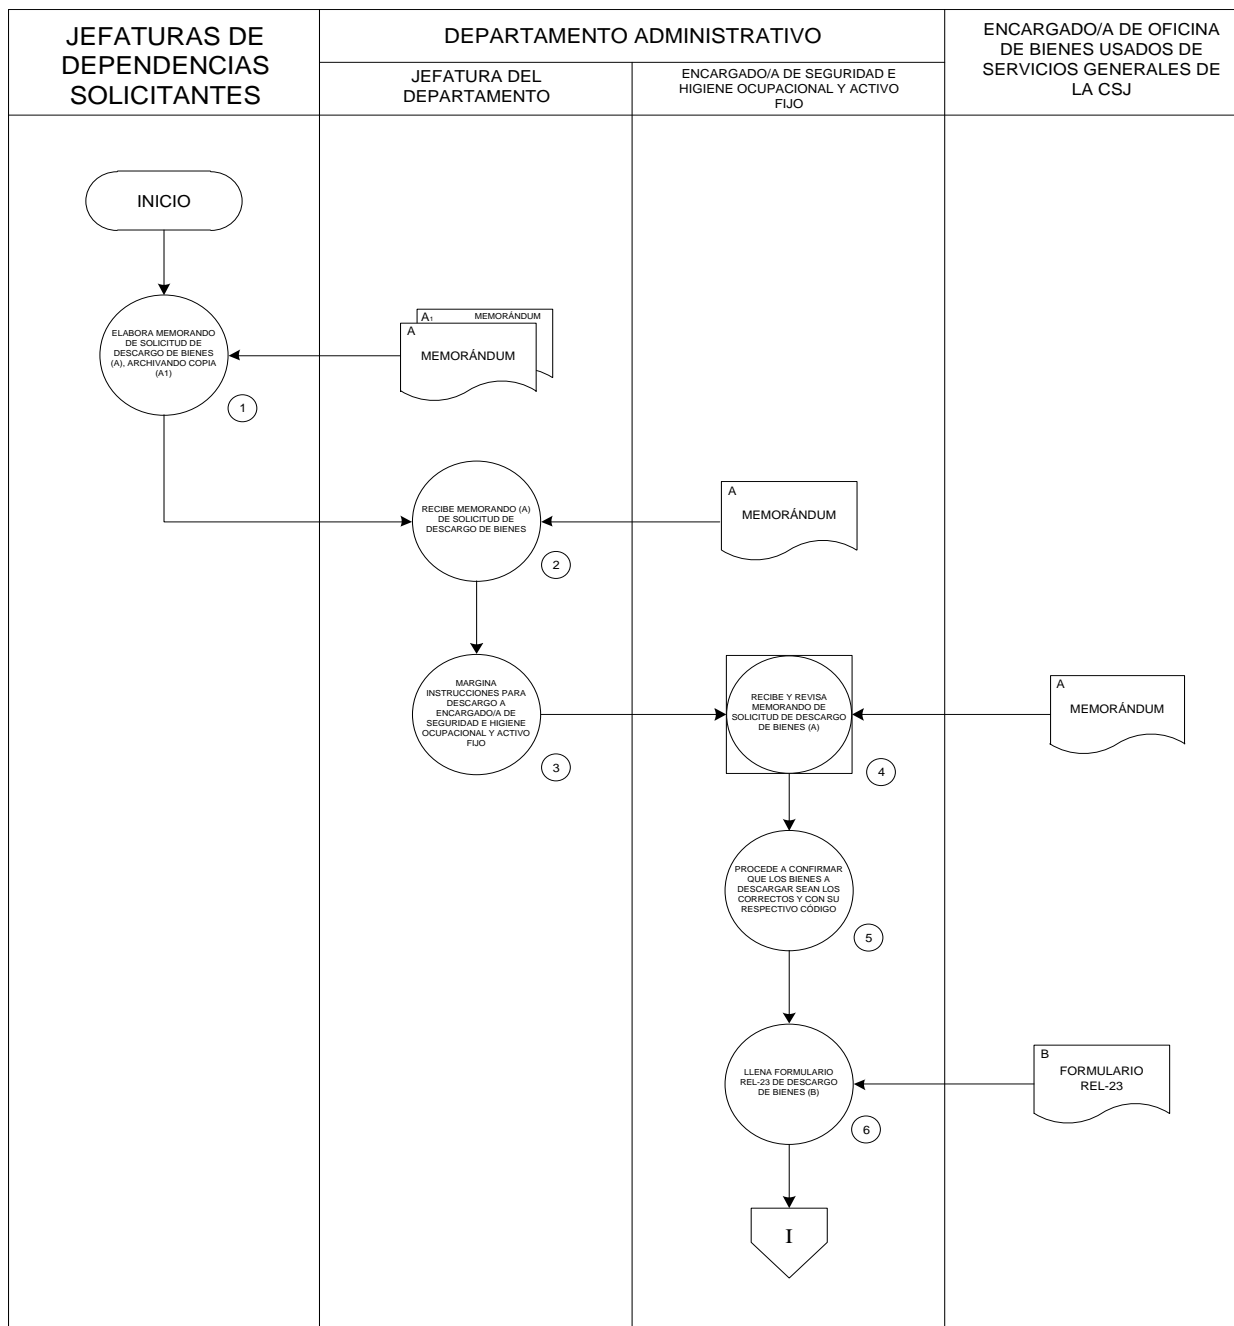 JEFATURAS DE
DEPENDENCIAS
SOLICITANTES
DEPARTAMENTO ADMINISTRATIVO
JEFATURA DEL
DEPARTAMENTO
ENCARGADO/A DE SEGURIDAD E
HIGIENE OCUPACIONAL Y ACTIVO
FIJO
ENCARGADO/A DE OFICINA
DE BIENES USADOS DE
SERVICIOS GENERALES DE
LA CSJ
INICIO
ELABORA MEMORANDO
DE SOLICITUD DE
DESCARGO DE BIENES
(A), ARCHIVANDO COPIA
(A1)
1
A1 MEMORÁNDUM
A
MEMORÁNDUM
RECIBE MEMORANDO (A)
DE SOLICITUD DE
DESCARGO DE BIENES
2
A
MEMORÁNDUM
MARGINA
INSTRUCCIONES PARA
DESCARGO A
ENCARGADO/A DE
SEGURIDAD E HIGIENE
OCUPACIONAL Y ACTIVO
FIJO
3
RECIBE Y REVISA
MEMORANDO DE
SOLICITUD DE DESCARGO
DE BIENES (A)
4
A
MEMORÁNDUM
PROCEDE A CONFIRMAR
QUE LOS BIENES A
DESCARGAR SEAN LOS
CORRECTOS Y CON SU
RESPECTIVO CÓDIGO
5
LLENA FORMULARIO
REL-23 DE DESCARGO
DE BIENES (B)
6
B
FORMULARIO
REL-23
I